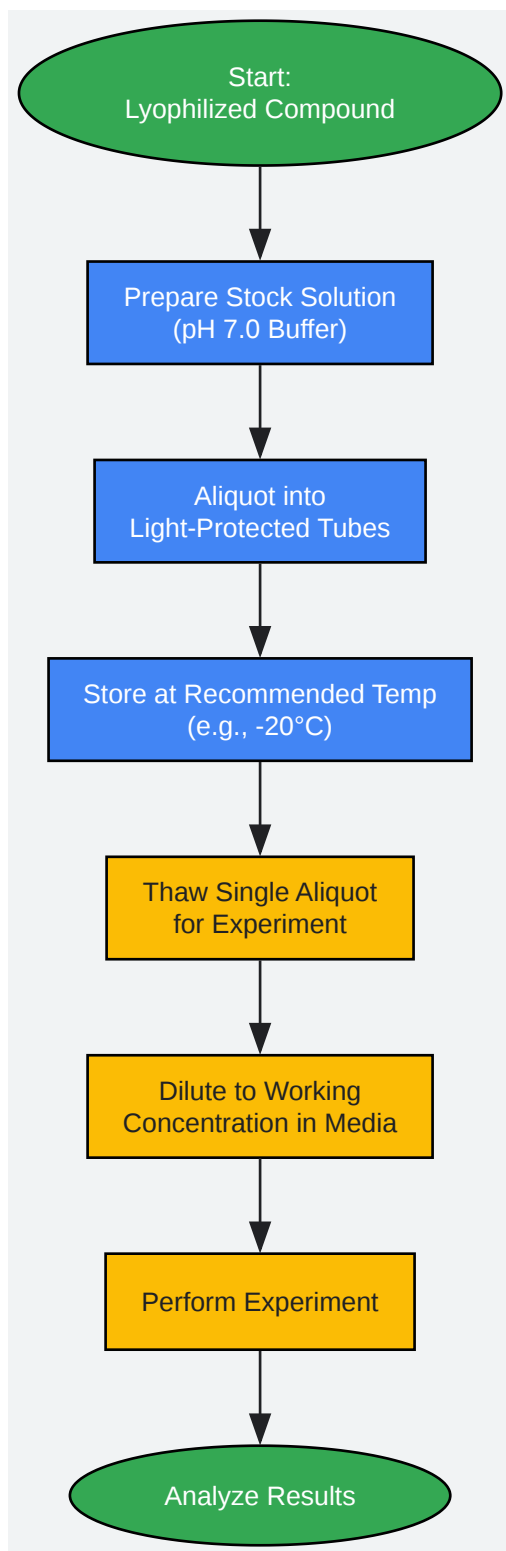 Start:
Lyophilized Compound
Prepare Stock Solution
(pH 7.0 Buffer)
Aliquot into
Light-Protected Tubes
Store at Recommended Temp
(e.g., -20°C)
Thaw Single Aliquot
for Experiment
Dilute to Working
Concentration in Media
Perform Experiment
Analyze Results